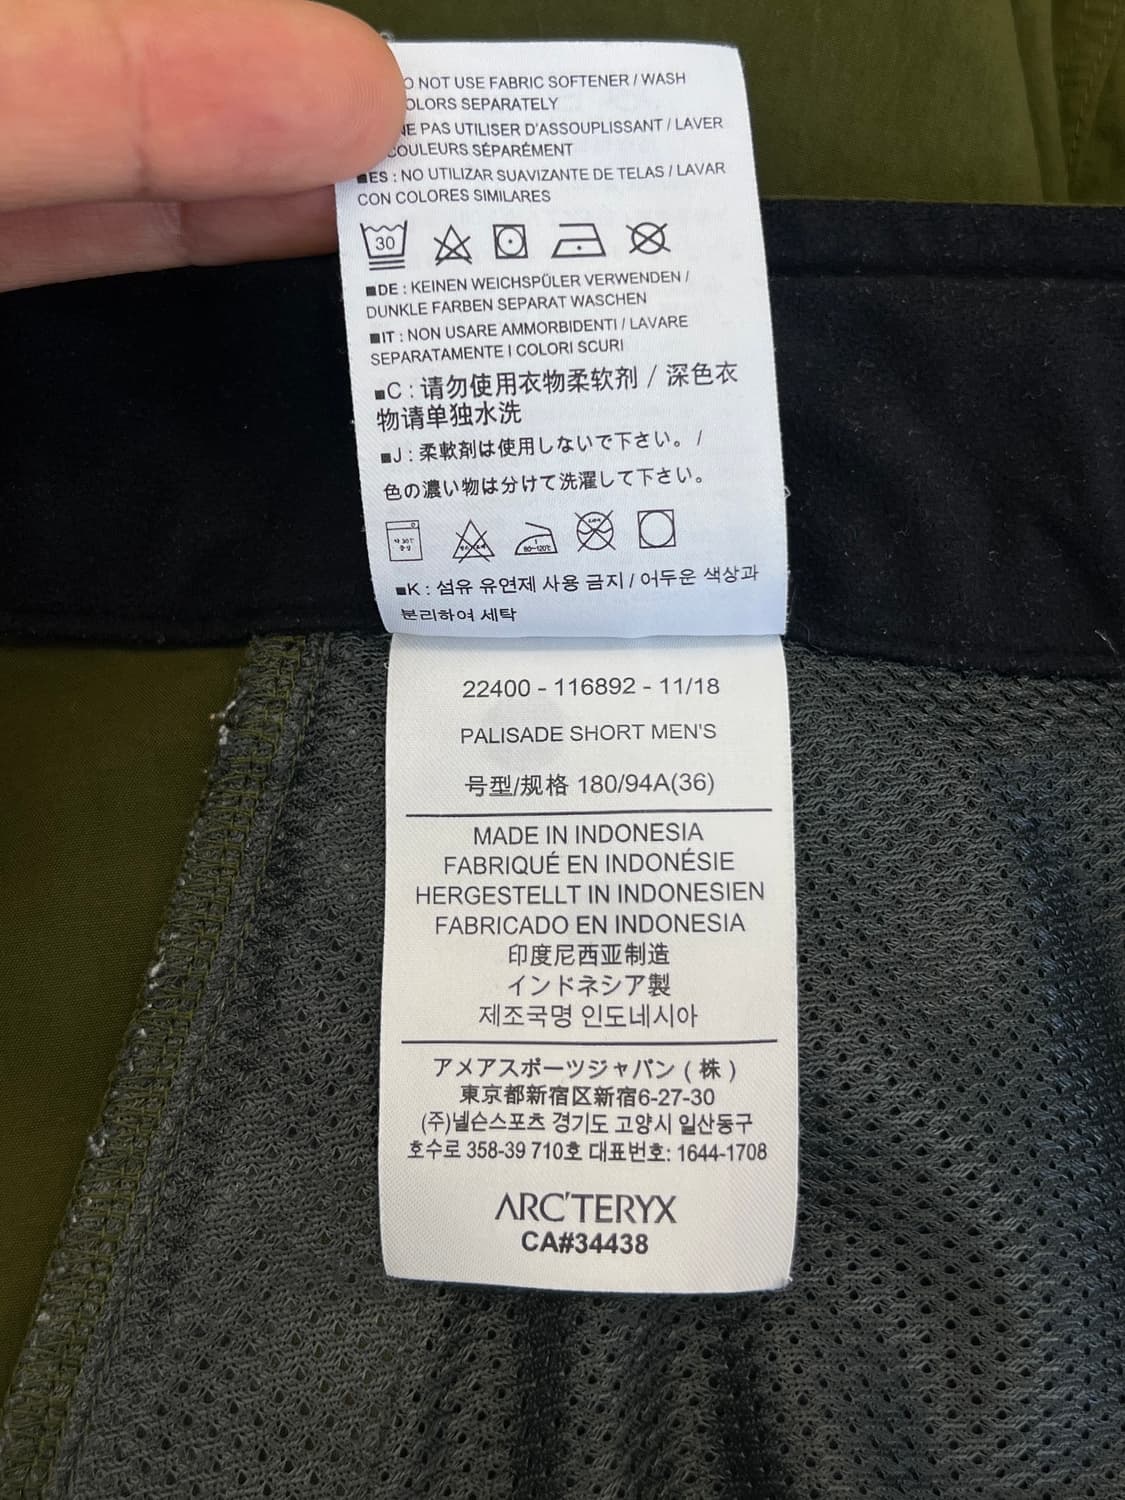 O NOT USE FABRIC SOFTENER / WASH
OLORS SEPARATELY
NE PAS UTILISER D'ASSOUPLISSANT / LAVER
COULEURS SÉPARÉMENT
■ES : NO UTILIZAR SUAVIZANTE DE TELAS / LAVAR
CON COLORES SIMILARES
30
■DE : KEINEN WEICHSPÜLER VERWENDEN /
DUNKLE FARBEN SEPARAT WASCHEN
■IT : NON USARE AMMORBIDENTI / LAVARE
SEPARATAMENTE I COLORI SCURI
■C : 请勿使用衣物柔软剂 / 深色衣
物请单独水洗
■J : 柔軟剤は使用しないで下さい。 /
色の濃い物は分けて洗濯して下さい。
80~120℃
■K : 섬유 유연제 사용 금지 / 어두운 색상과
분리하여 세탁
22400 - 116892 - 11/18
PALISADE SHORT MEN'S
号型/规格 180/94A(36)
MADE IN INDONESIA
FABRIQUÉ EN INDONÉSIE
HERGESTELLT IN INDONESIEN
FABRICADO EN INDONESIA
印度尼西亚制造
インドネシア製
제조국명 인도네시아
アメアスポーツジャパン ( 株 )
東京都新宿区新宿6-27-30
(주)넬슨스포츠 경기도 고양시 일산동구
호수로 358-39 710호 대표번호: 1644-1708
ARC'TERYX
CA#34438